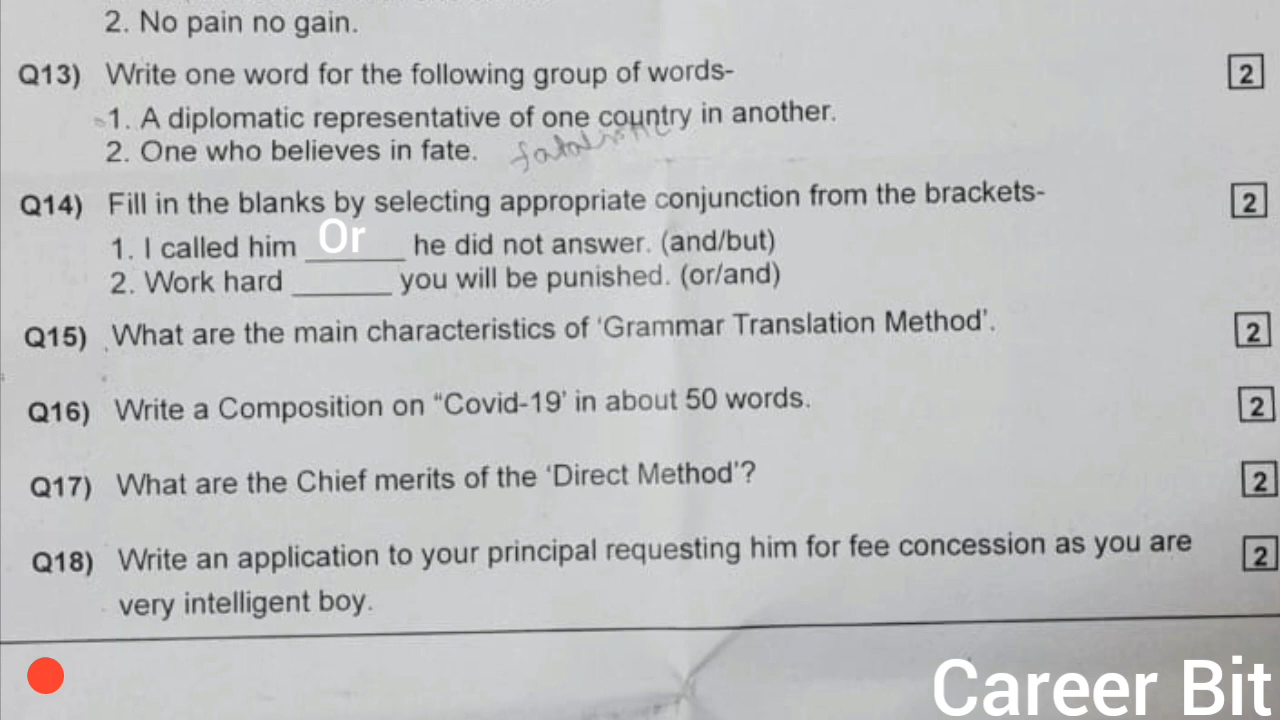 2. No pain no gain.
Q13) Write one word for the following group of words- 2
1. A diplomatic representative of one country in another.
2. One who believes in fate.
Q14) Fill in the blanks by selecting appropriate conjunction from the brackets- 2
1. I called him Or he did not answer. (and/but)
2. Work hard ______ you will be punished. (or/and)
Q15) What are the main characteristics of ‘Grammar Translation Method’. 2
Q16) Write a Composition on “Covid-19’ in about 50 words. 2
Q17) What are the Chief merits of the ‘Direct Method’? 2
Q18) Write an application to your principal requesting him for fee concession as you are 2
very intelligent boy.
Career Bit